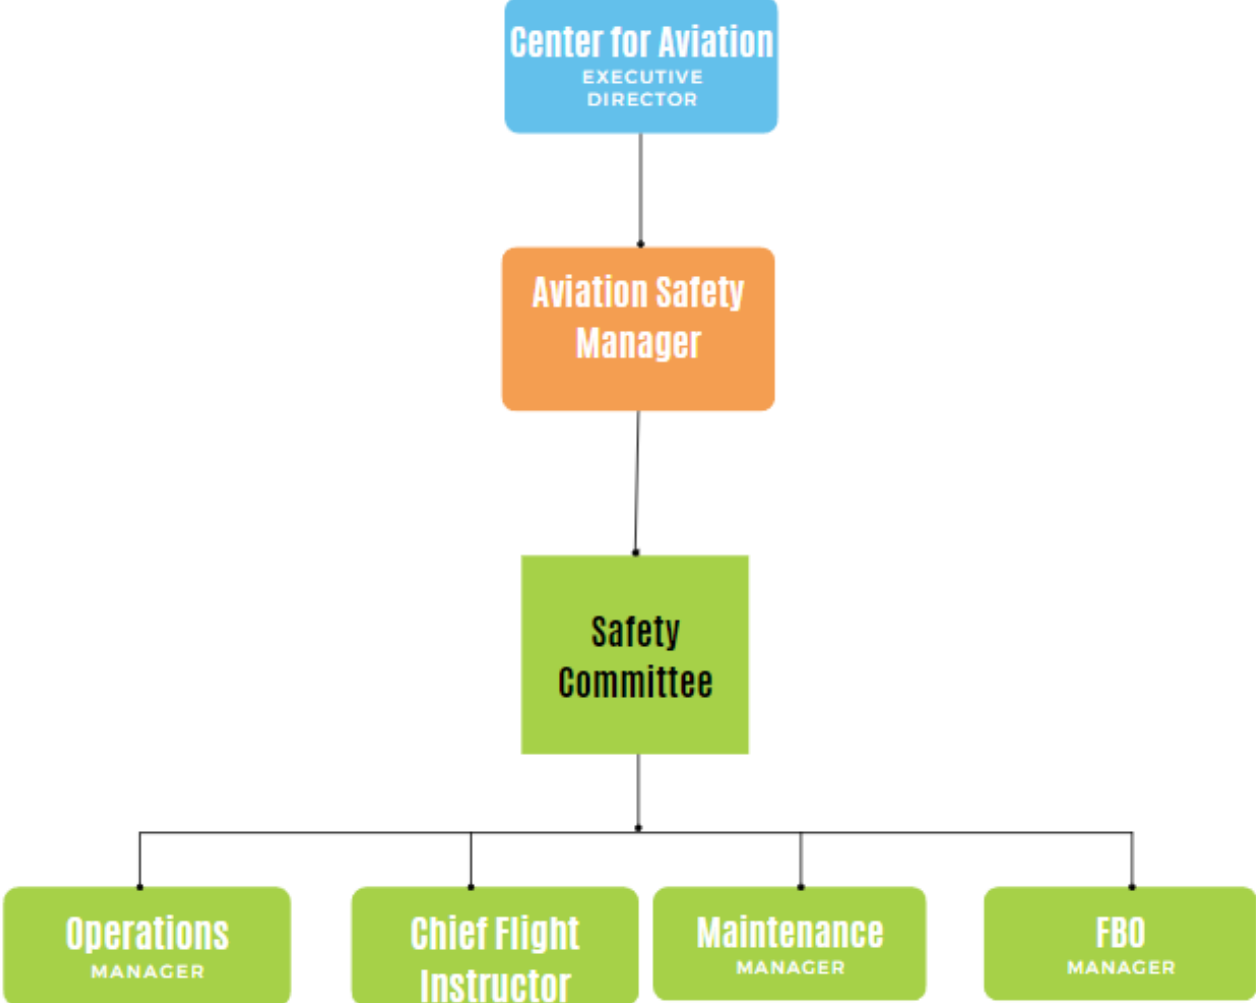 Center for Aviation
EXECUTIVE
DIRECTOR
Aviation Safety
Manager
Safety
Committee
Operations
MANAGER
Chief Flight
Instructor
Maintenance
MANAGER
FBO
MANAGER